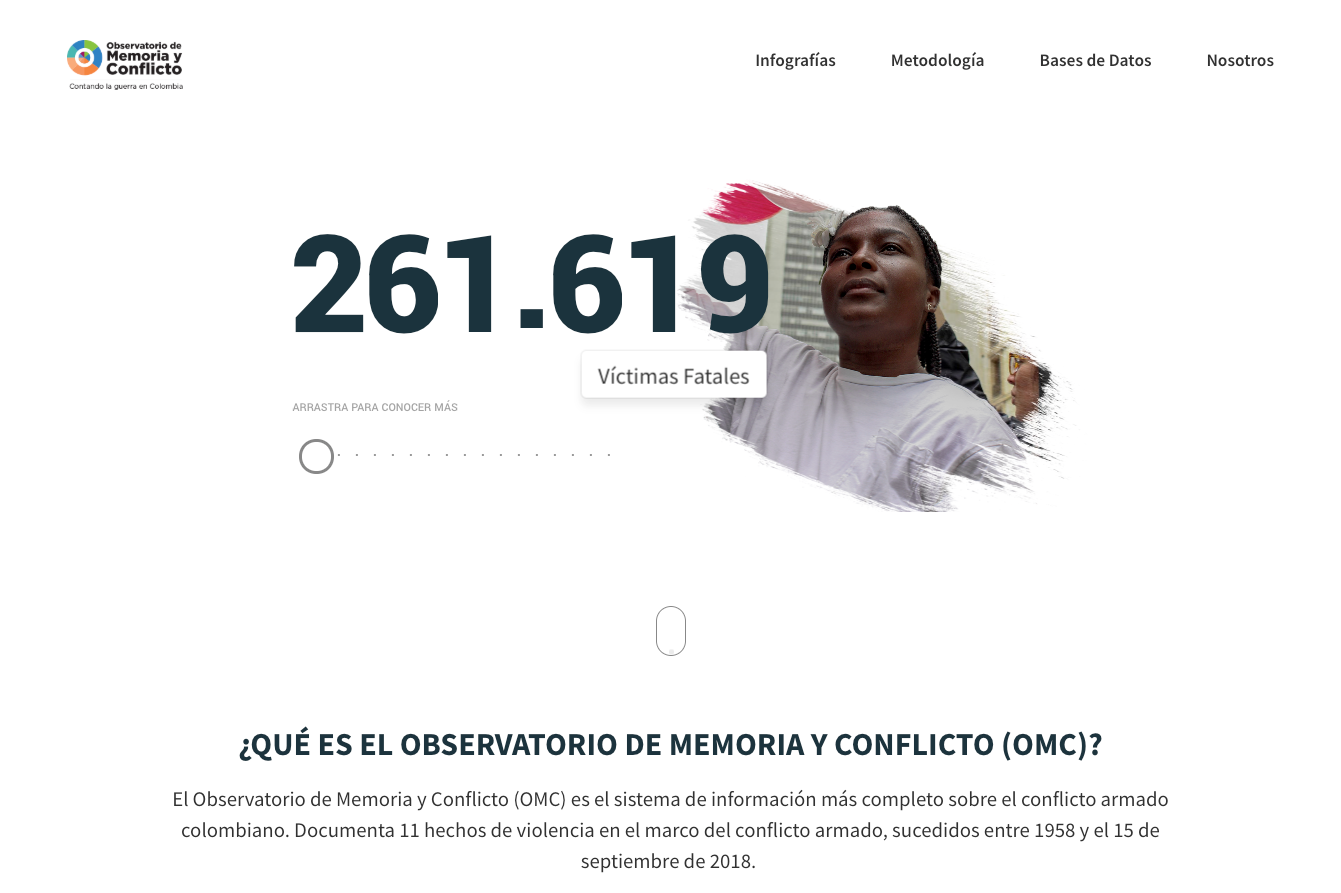 Observatorio de
Memoria y
Conflicto
Contando la guerra en Colombia
Infografías
Metodología
Bases de Datos
Nosotros
261.619
Víctimas Fatales
ARRASTRA PARA CONOCER MÁS
¿QUÉ ES EL OBSERVATORIO DE MEMORIA Y CONFLICTO (OMC)?
El Observatorio de Memoria y Conflicto (OMC) es el sistema de información más completo sobre el conflicto armado
colombiano. Documenta 11 hechos de violencia en el marco del conflicto armado, sucedidos entre 1958 y el 15 de
septiembre de 2018.